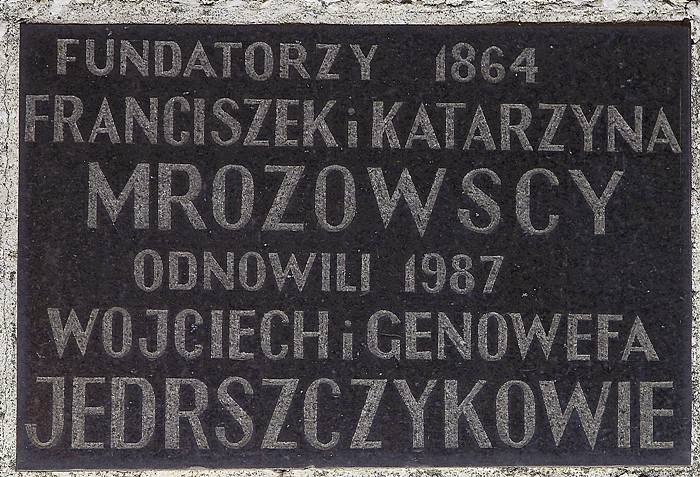 FUNDATORZY 1864
FRANCISZEK i KATARZYNA
MROZOWSCY
ODNOWILI 1987
WOJCIECH i GENOWEFA
JEDRSZCZYKOWIE